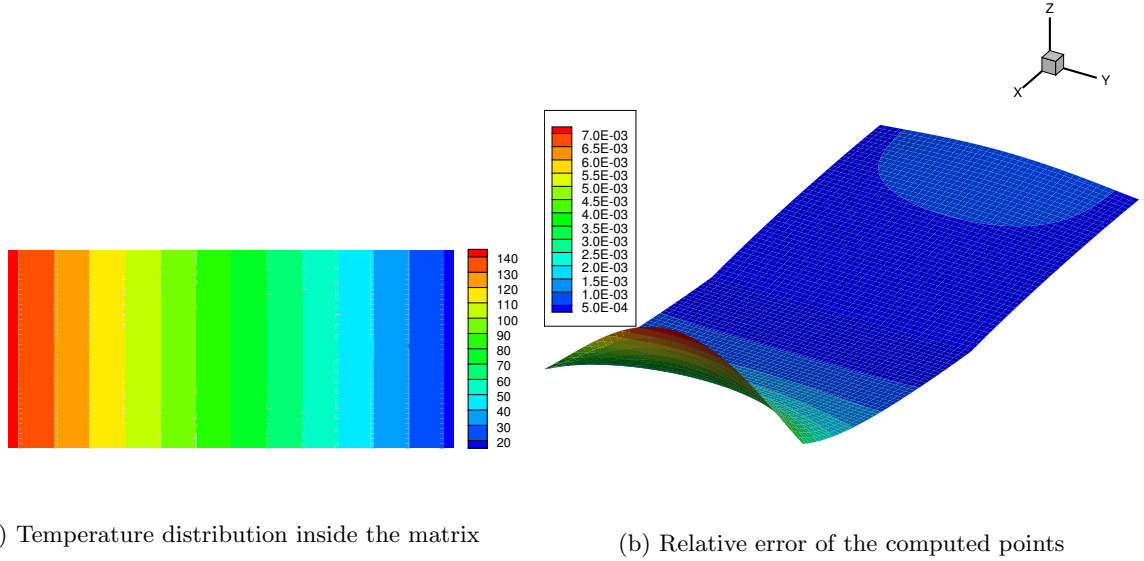 Z
X
Y
7.0E-03
6.5E-03
6.0E-03
5.5E-03
5.0E-03
4.5E-03
4.0E-03
3.5E-03
3.0E-03
2.5E-03
2.0E-03
1.5E-03
1.0E-03
5.0E-04
140
130
120
110
100
90
80
70
60
50
40
30
20
) Temperature distribution inside the matrix
(b) Relative error of the computed points